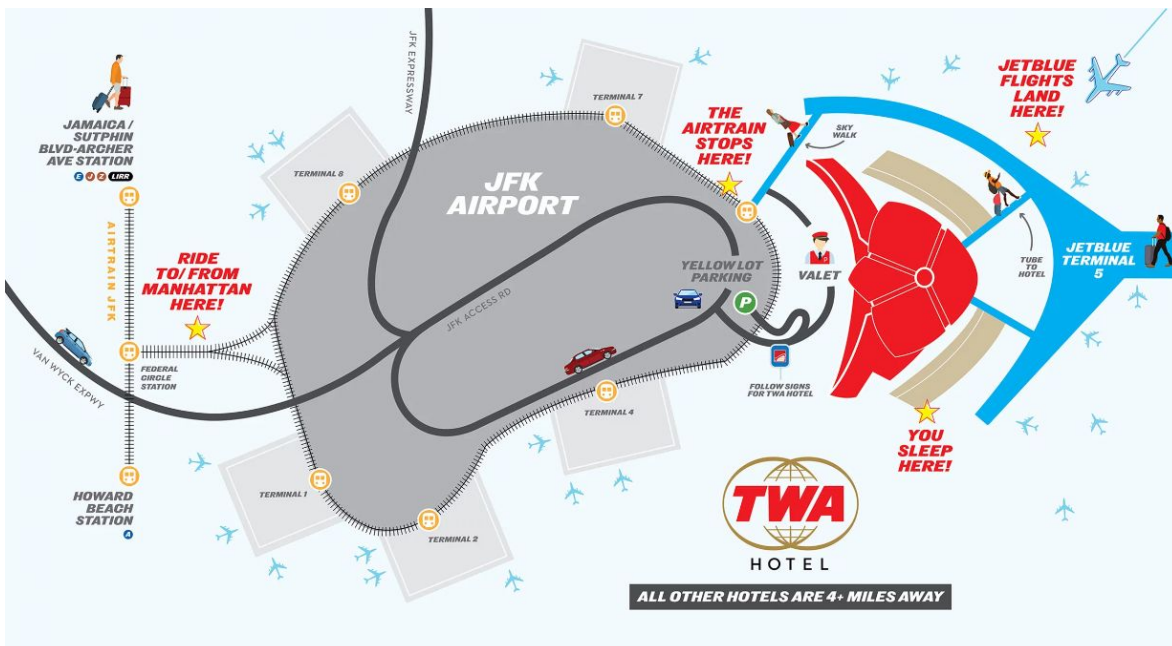 JFK EXPRESSWAY
JAMAICA /
SUTPHIN
BLVD-ARCHER
AVE STATION
E J Z LIRR
AIRTRAIN JFK
RIDE
TO/ FROM
MANHATTAN
HERE!
FEDERAL
CIRCLE
STATION
VAN WYCK EXPWY
HOWARD
BEACH
STATION
A
TERMINAL 8
TERMINAL 7
JFK
AIRPORT
JFK ACCESS RD
YELLOW LOT
PARKING
P
TERMINAL 1
TERMINAL 2
TERMINAL 4
THE
AIRTRAIN
STOPS
HERE!
SKY
WALK
VALET
FOLLOW SIGNS
FOR TWA HOTEL
JETBLUE
FLIGHTS
LAND
HERE!
TUBE TO
HOTEL
JETBLUE
TERMINAL
5
YOU
SLEEP
HERE!
TWA
HOTEL
ALL OTHER HOTELS ARE 4+ MILES AWAY